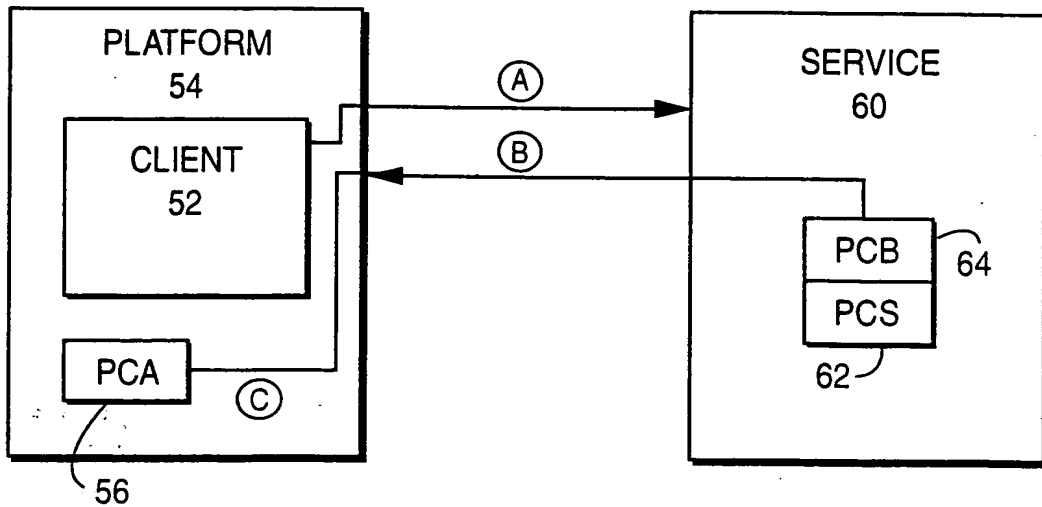 PLATFORM
54
CLIENT
52
PCA
56
A
B
C
SERVICE
60
PCB
64
PCS
62